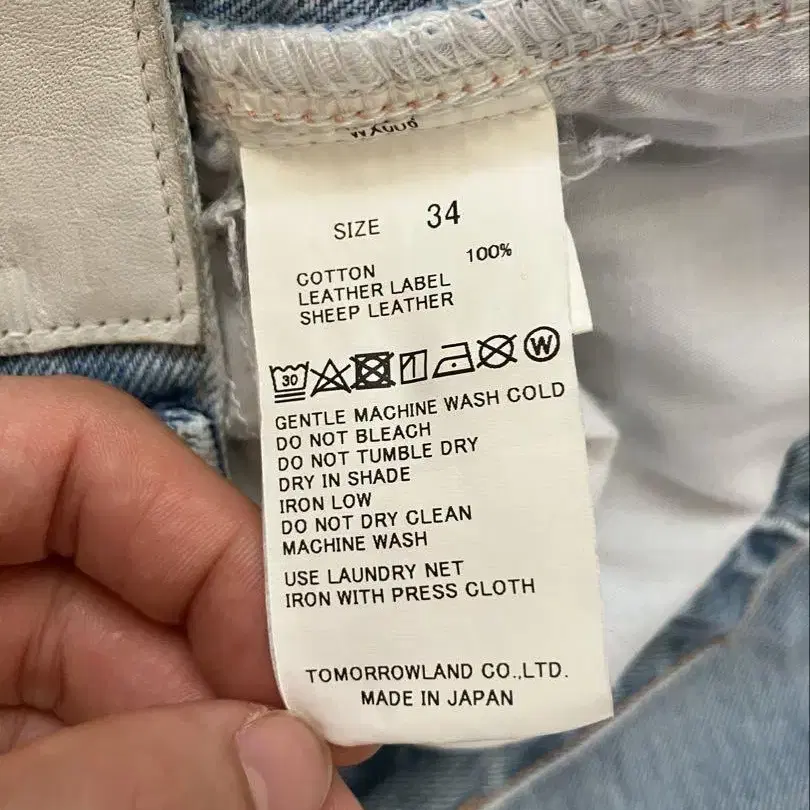 SIZE 34
COTTON 100%
LEATHER LABEL
SHEEP LEATHER
30 W
GENTLE MACHINE WASH COLD
DO NOT BLEACH
DO NOT TUMBLE DRY
DRY IN SHADE
IRON LOW
DO NOT DRY CLEAN
MACHINE WASH
USE LAUNDRY NET
IRON WITH PRESS CLOTH
TOMORROWLAND CO.,LTD.
MADE IN JAPAN